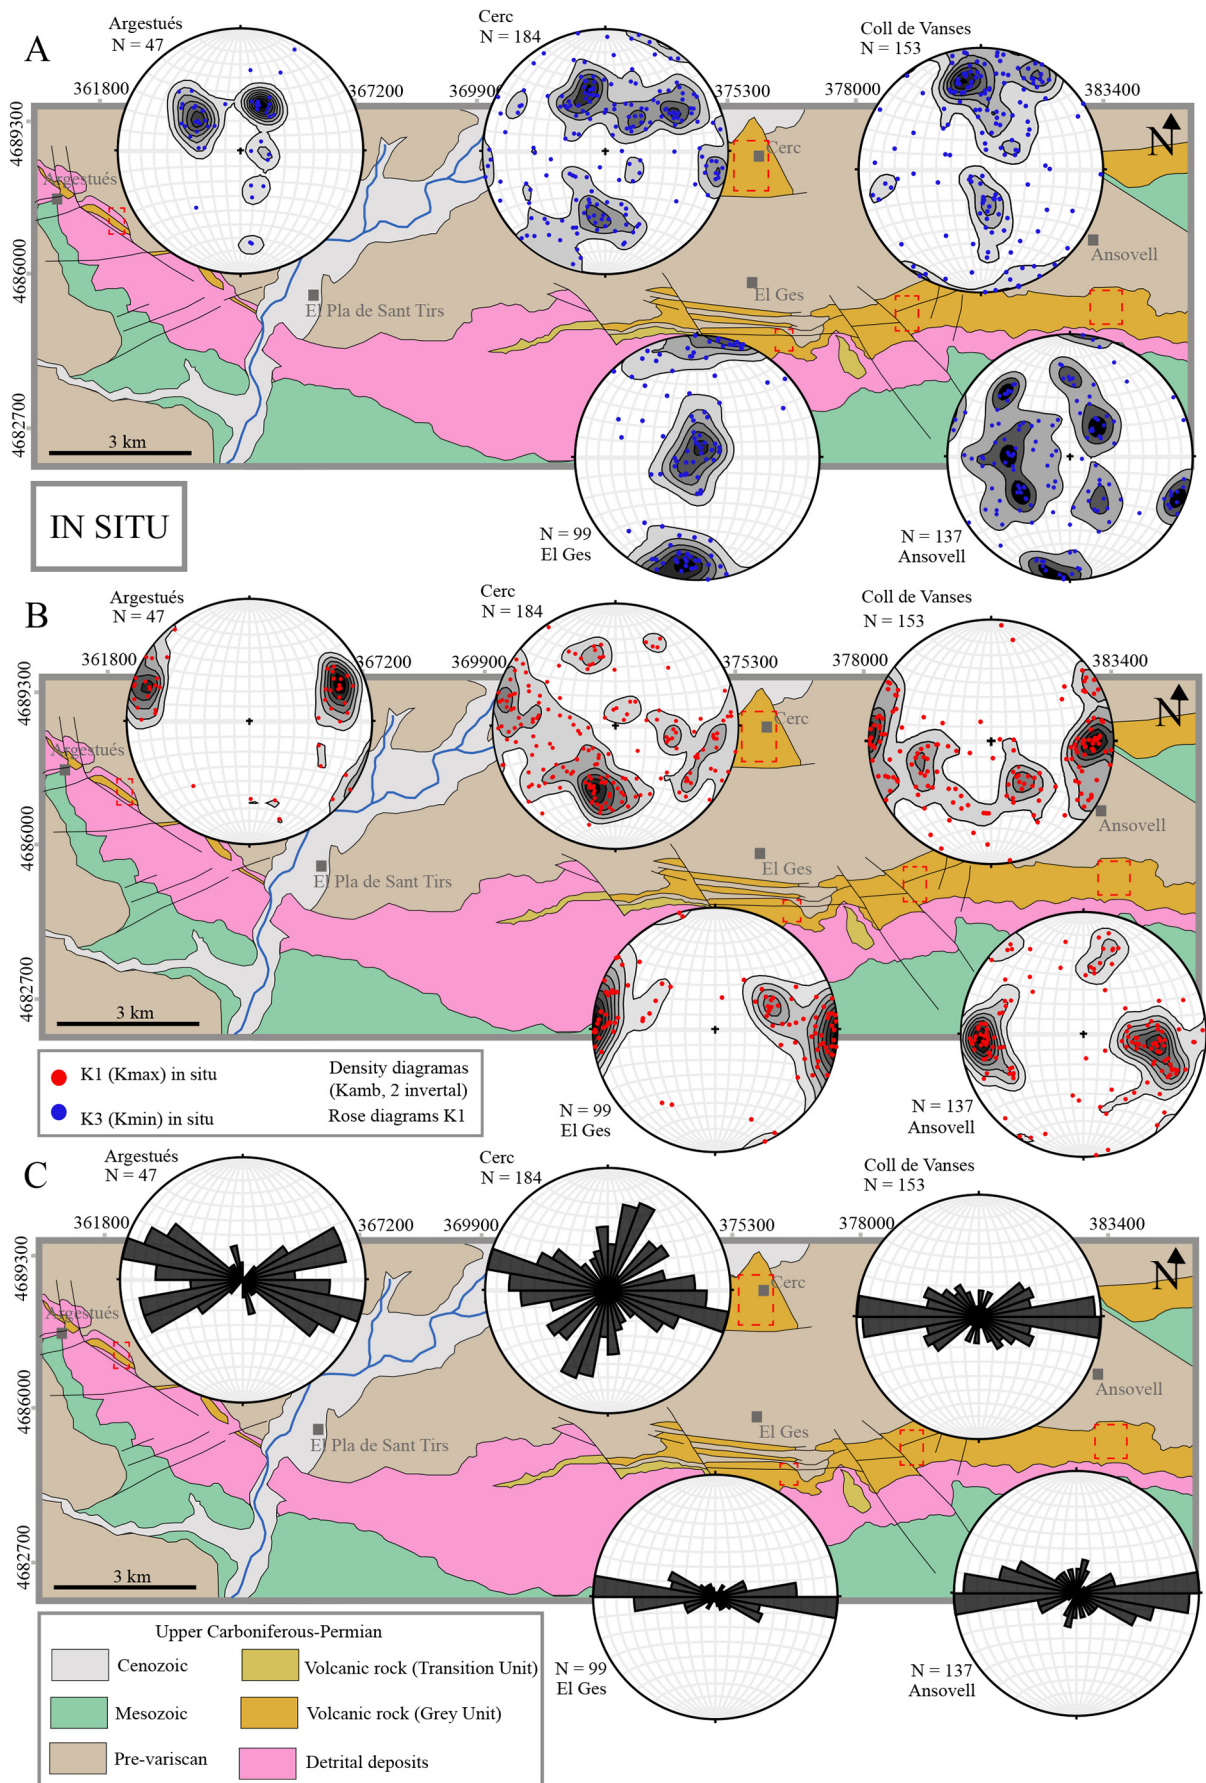 A
Argestués
N = 47
Cerc
N = 184
Coll de Vanses
N = 153
361800
367200
369900
375300
378000
383400
4689300
4686000
4682700
N
Argestués
Cerc
Ansovell
El Pla de Sant Tirs
El Ges
3 km
N = 99
El Ges
N = 137
Ansovell
IN SITU
B
Argestués
N = 47
Cerc
N = 184
Coll de Vanses
N = 153
361800
367200
369900
375300
378000
383400
4689300
4686000
4682700
N
Argestués
Cerc
Ansovell
El Pla de Sant Tirs
El Ges
3 km
K1 (Kmax) in situ
K3 (Kmin) in situ
Density diagramas
(Kamb, 2 invertal)
Rose diagrams K1
N = 99
El Ges
N = 137
Ansovell
C
Argestués
N = 47
Cerc
N = 184
Coll de Vanses
N = 153
361800
367200
369900
375300
378000
383400
4689300
4686000
4682700
N
Argestués
Cerc
Ansovell
El Pla de Sant Tirs
El Ges
3 km
N = 99
El Ges
N = 137
Ansovell
Upper Carboniferous-Permian
Cenozoic
Volcanic rock (Transition Unit)
Mesozoic
Volcanic rock (Grey Unit)
Pre-variscan
Detrital deposits